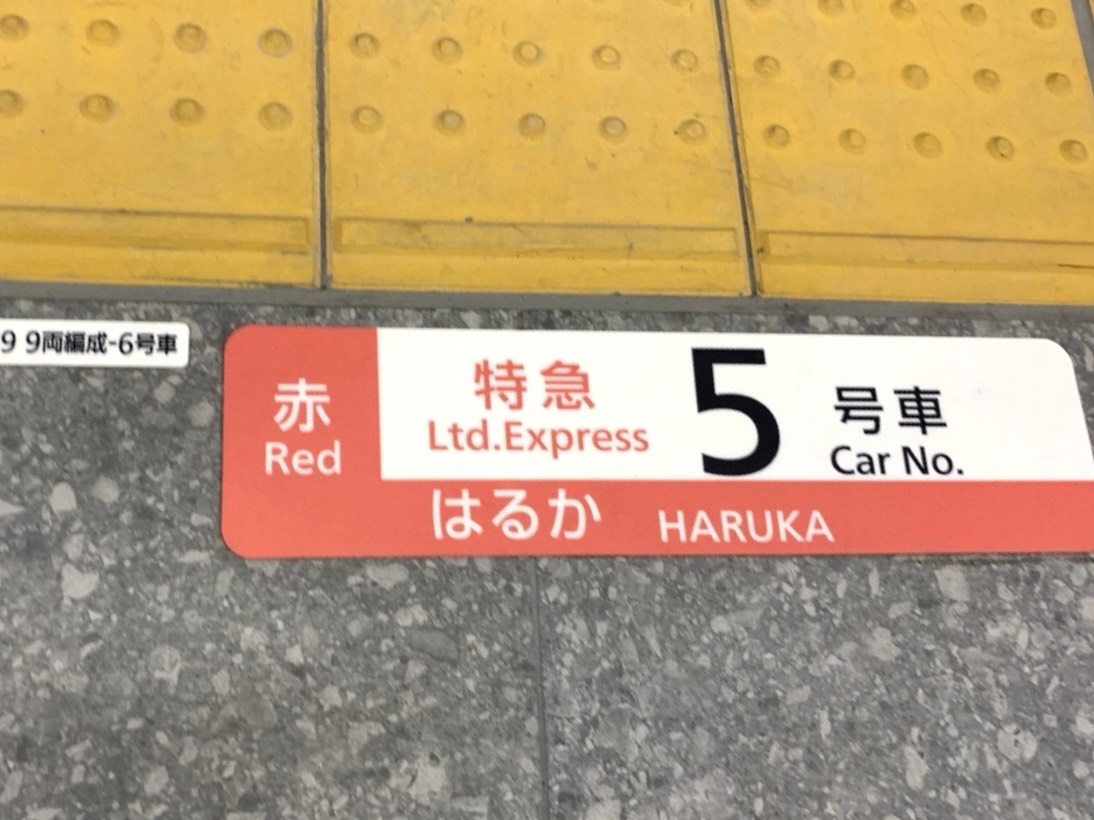 9 9両編成-6号車
赤
Red
特急
Ltd.Express
5
号車
Car No.
はるか HARUKA